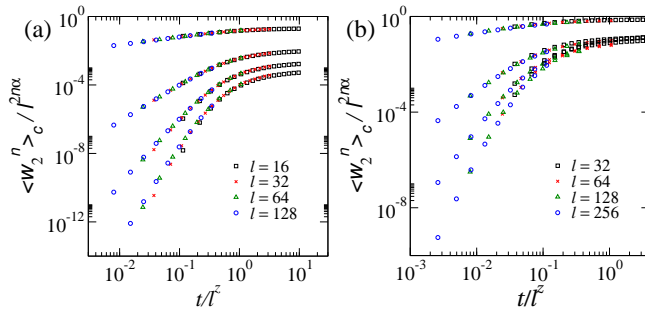 (a)
<w₂ⁿ>_c / l^{2nα}
10^0
10^{-4}
10^{-8}
10^{-12}
l = 16
l = 32
l = 64
l = 128
10^{-2} 10^{-1} 10^0 10^1
t/l^z
(b)
<w₂ⁿ>_c / l^{2nα}
10^0
10^{-4}
10^{-8}
l = 32
l = 64
l = 128
l = 256
10^{-3} 10^{-2} 10^{-1} 10^0
t/l^z